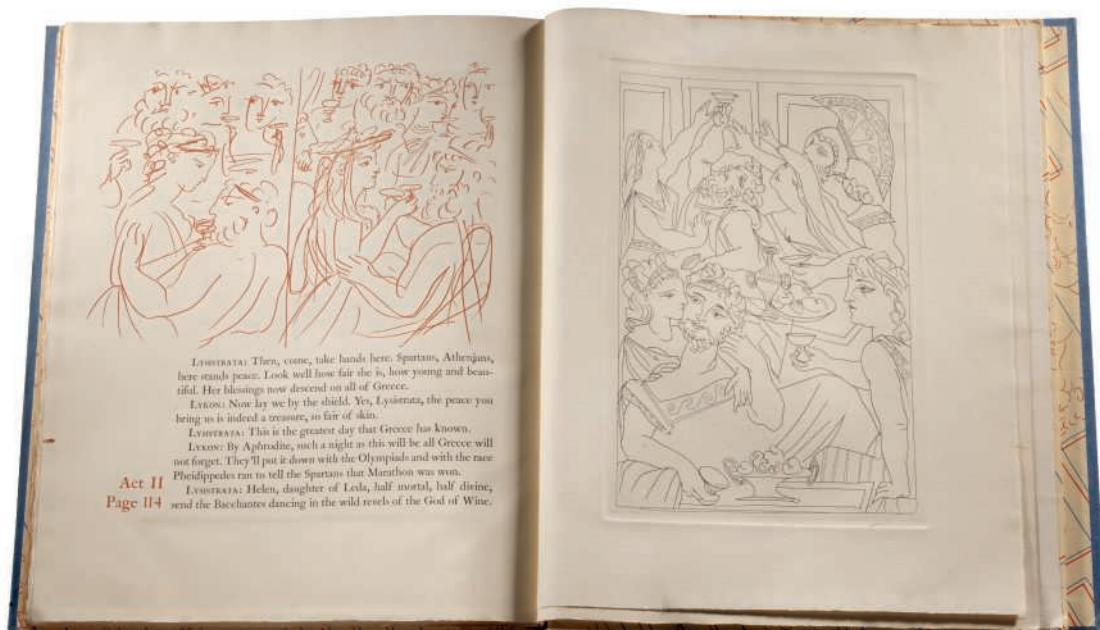 LYSISTRATA: Then, come, take hands here. Spartans, Athenians,
here stands peace. Look well how fair she is, how young and beau-
tiful. Her blessings now descend on all of Greece.
LYKON: Now lay we by the shield. Yes, Lysistrata, the peace you
bring us is indeed a treasure, so fair of skin.
LYSISTRATA: This is the greatest day that Greece has known.
LYKON: By Aphrodite, such a night as this will be all Greece will
not forget. They'll put it down with the Olympiads and with the race
Pheidippedes ran to tell the Spartans that Marathon was won.
LYSISTRATA: Helen, daughter of Leda, half mortal, half divine,
send the Bacchantes dancing in the wild revels of the God of Wine.
Act II
Page 114